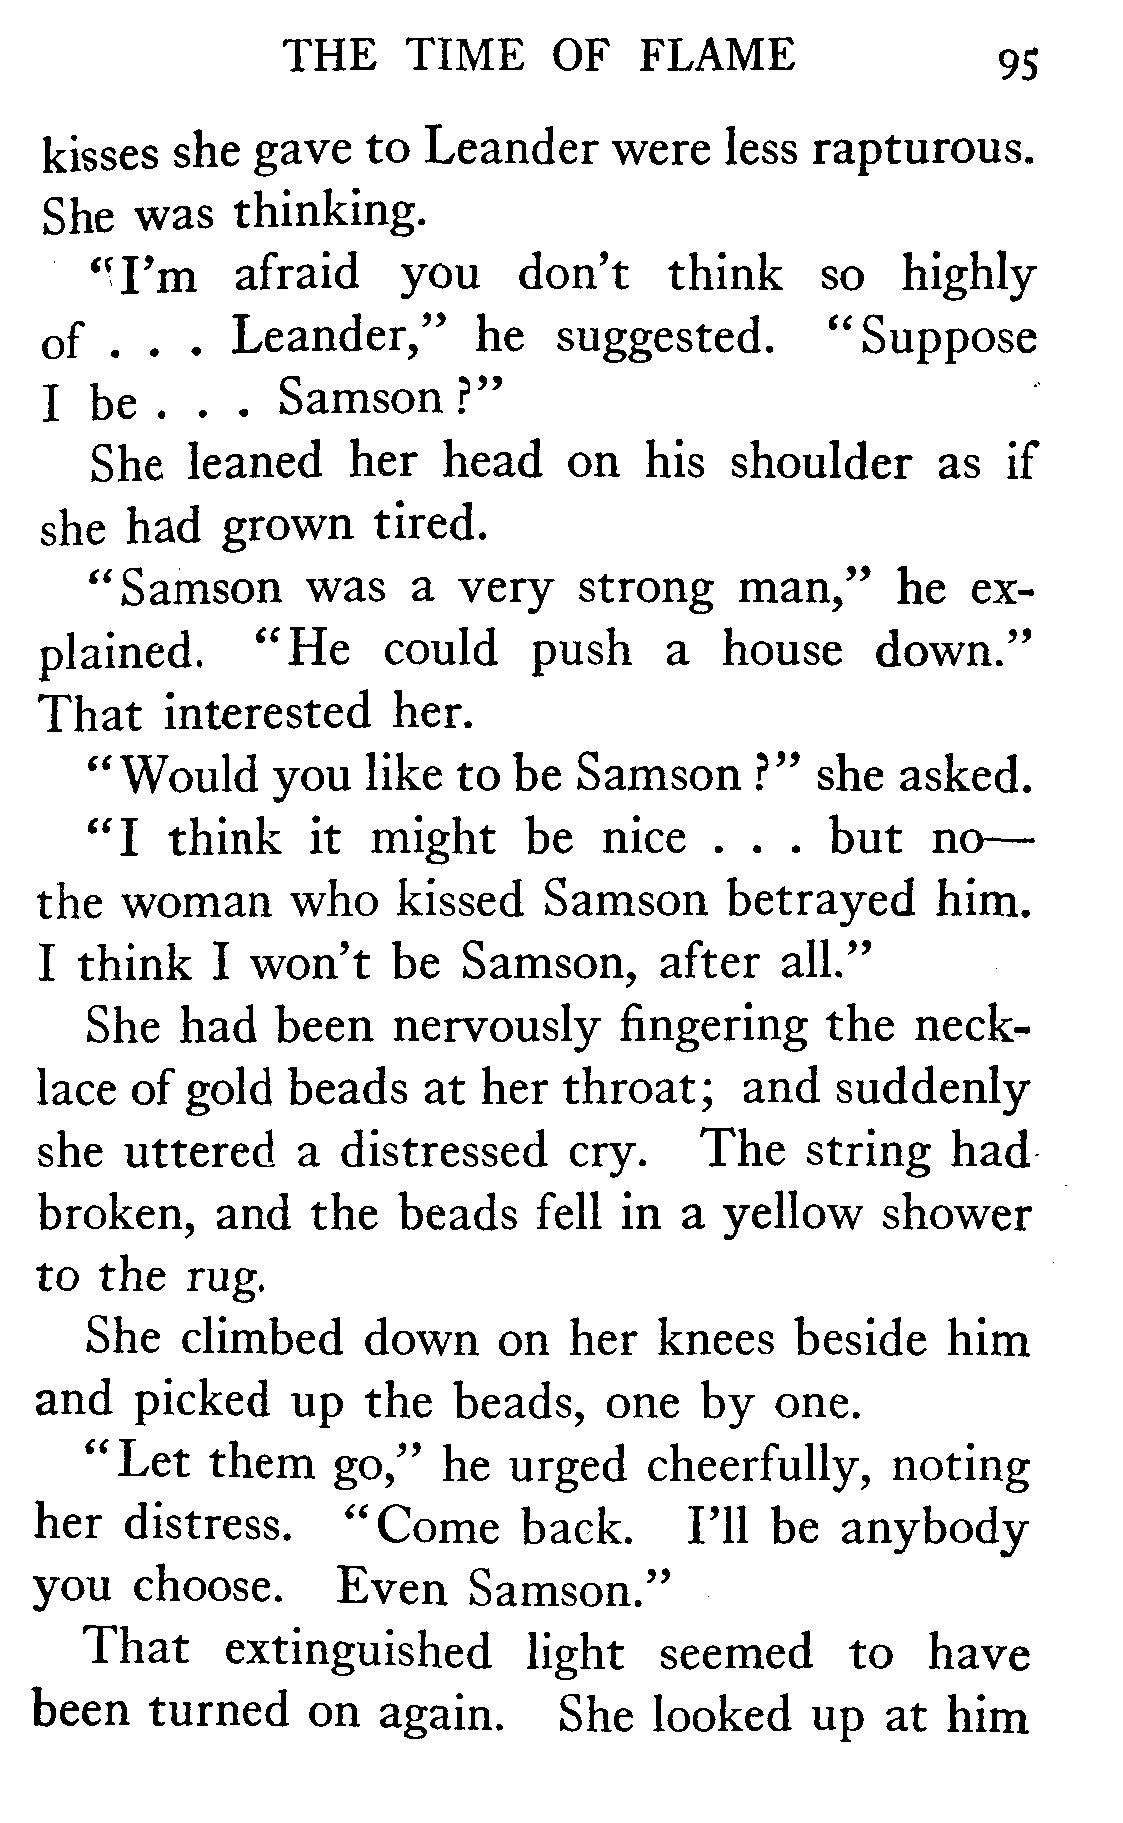 THE TIME OF FLAME 95
kisses she gave to Leander were less rapturous.
She was thinking.
“I’m afraid you don’t think so highly
of . . . Leander,” he suggested. “Suppose
I be . . . Samson?”
She leaned her head on his shoulder as if
she had grown tired.
“Samson was a very strong man,” he ex-
plained. “He could push a house down.”
That interested her.
“Would you like to be Samson?” she asked.
“I think it might be nice . . . but no—
the woman who kissed Samson betrayed him.
I think I won’t be Samson, after all.”
She had been nervously fingering the neck-
lace of gold beads at her throat; and suddenly
she uttered a distressed cry. The string had
broken, and the beads fell in a yellow shower
to the rug.
She climbed down on her knees beside him
and picked up the beads, one by one.
“Let them go,” he urged cheerfully, noting
her distress. “Come back. I’ll be anybody
you choose. Even Samson.”
That extinguished light seemed to have
been turned on again. She looked up at him